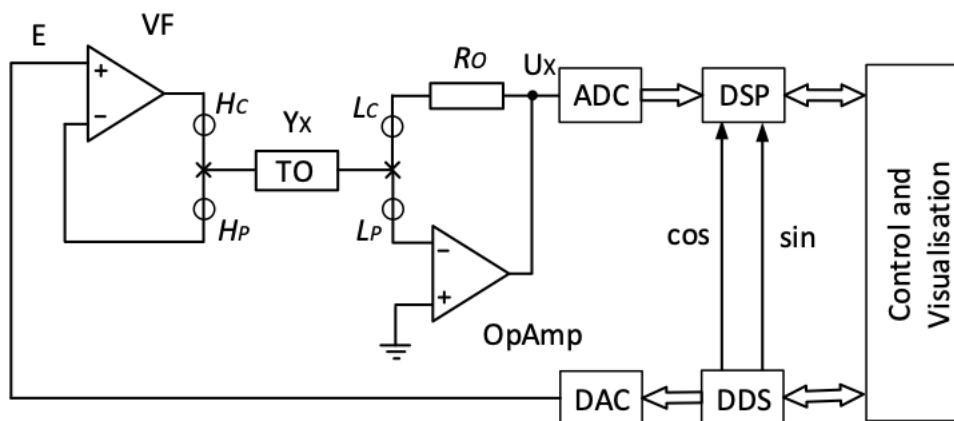 E
VF
+
−
HC
HP
YX
TO
LC
LP
RO
UX
ADC
DSP
−
+
OpAmp
cos
sin
DAC
DDS
Control and
Visualisation